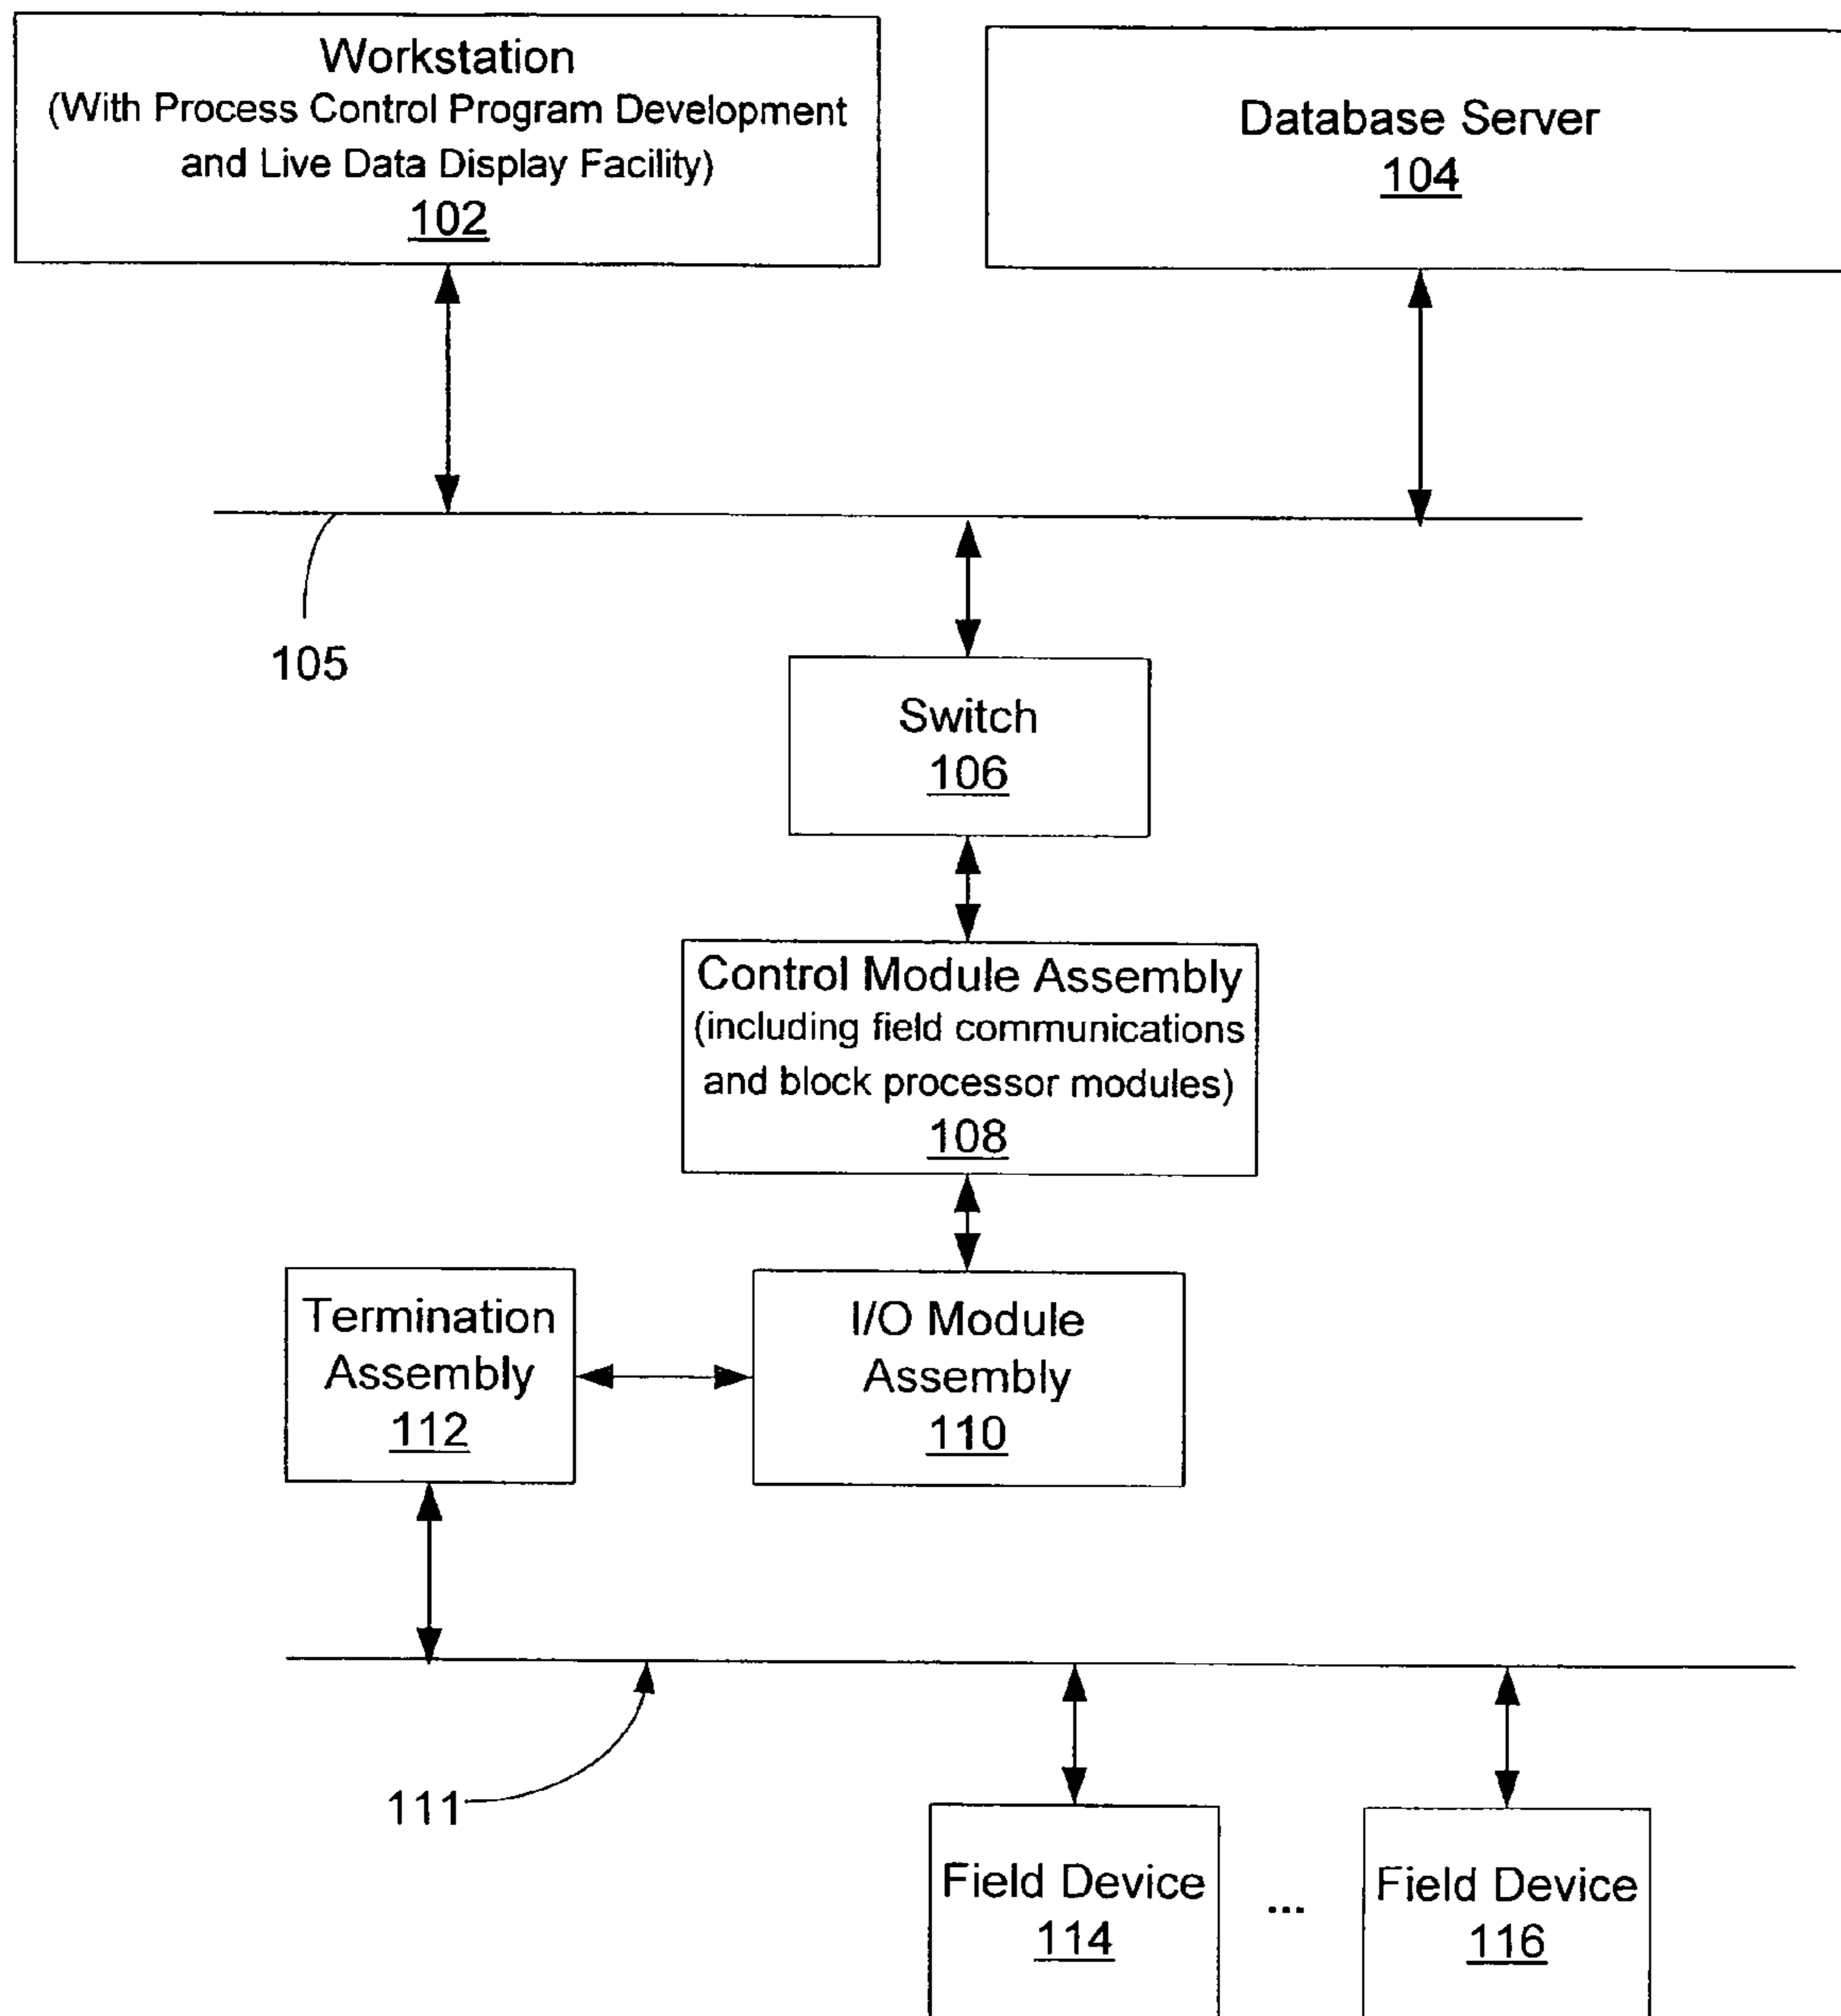 Workstation
(With Process Control Program Development
and Live Data Display Facility)
102
Database Server
104
105
Switch
106
Control Module Assembly
(including field communications
and block processor modules)
108
Termination
Assembly
112
I/O Module
Assembly
110
111
Field Device
114
...
Field Device
116